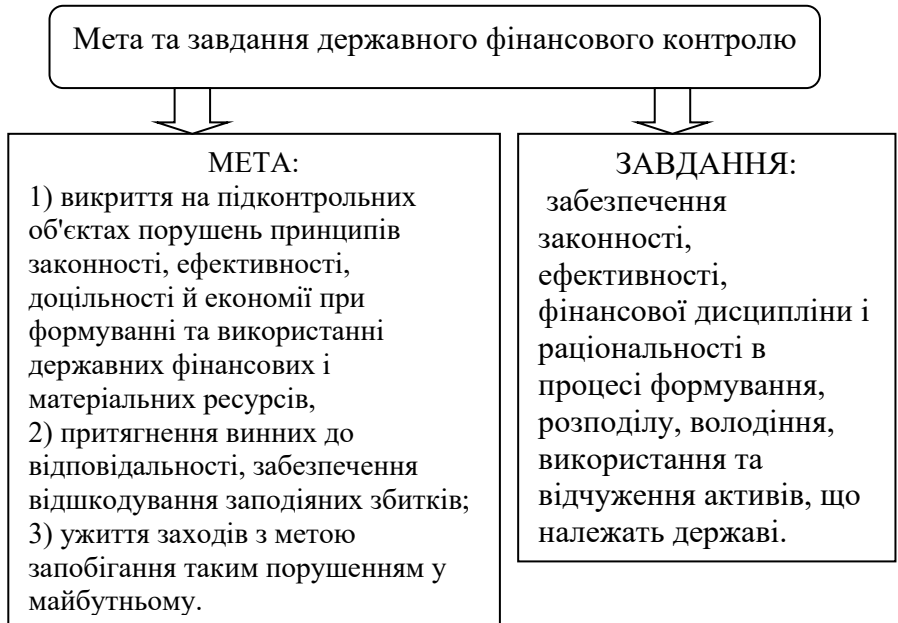 Мета та завдання державного фінансового контролю
МЕТА:
1) викриття на підконтрольних
об'єктах порушень принципів
законності, ефективності,
доцільності й економії при
формуванні та використанні
державних фінансових і
матеріальних ресурсів,
2) притягнення винних до
відповідальності, забезпечення
відшкодування заподіяних збитків;
3) ужиття заходів з метою
запобігання таким порушенням у
майбутньому.
ЗАВДАННЯ:
забезпечення
законності,
ефективності,
фінансової дисципліни і
раціональності в
процесі формування,
розподілу, володіння,
використання та
відчуження активів, що
належать державі.